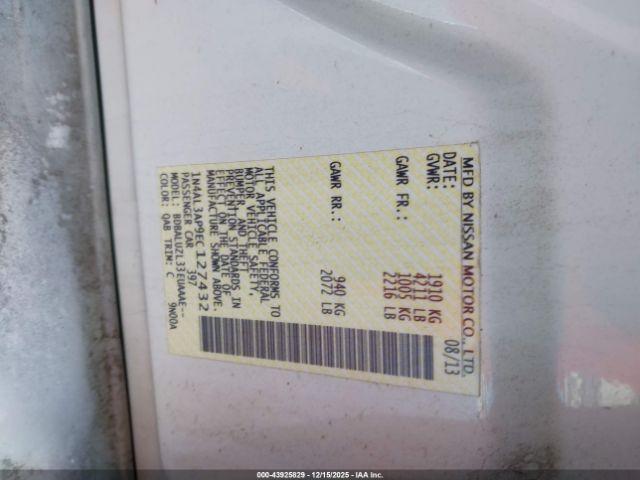 MFD BY NISSAN MOTOR CO., LTD.
DATE: 08/13
GVWR: 1910 KG
4211 LB
GAWR FR.: 1005 KG
2216 LB
GAWR RR.: 940 KG
2072 LB
THIS VEHICLE CONFORMS TO
ALL APPLICABLE FEDERAL
MOTOR VEHICLE SAFETY,
BUMPER, AND THEFT
PREVENTION STANDARDS IN
EFFECT ON THE DATE OF
MANUFACTURE SHOWN ABOVE.
1N4AL3AP9EC127432
PASSENGER CAR 397
MODEL: BDBALUZL33EUAAAE--
COLOR: QAB TRIM: C 9N00A
000-43925829 - 12/15/2025 - IAA Inc.